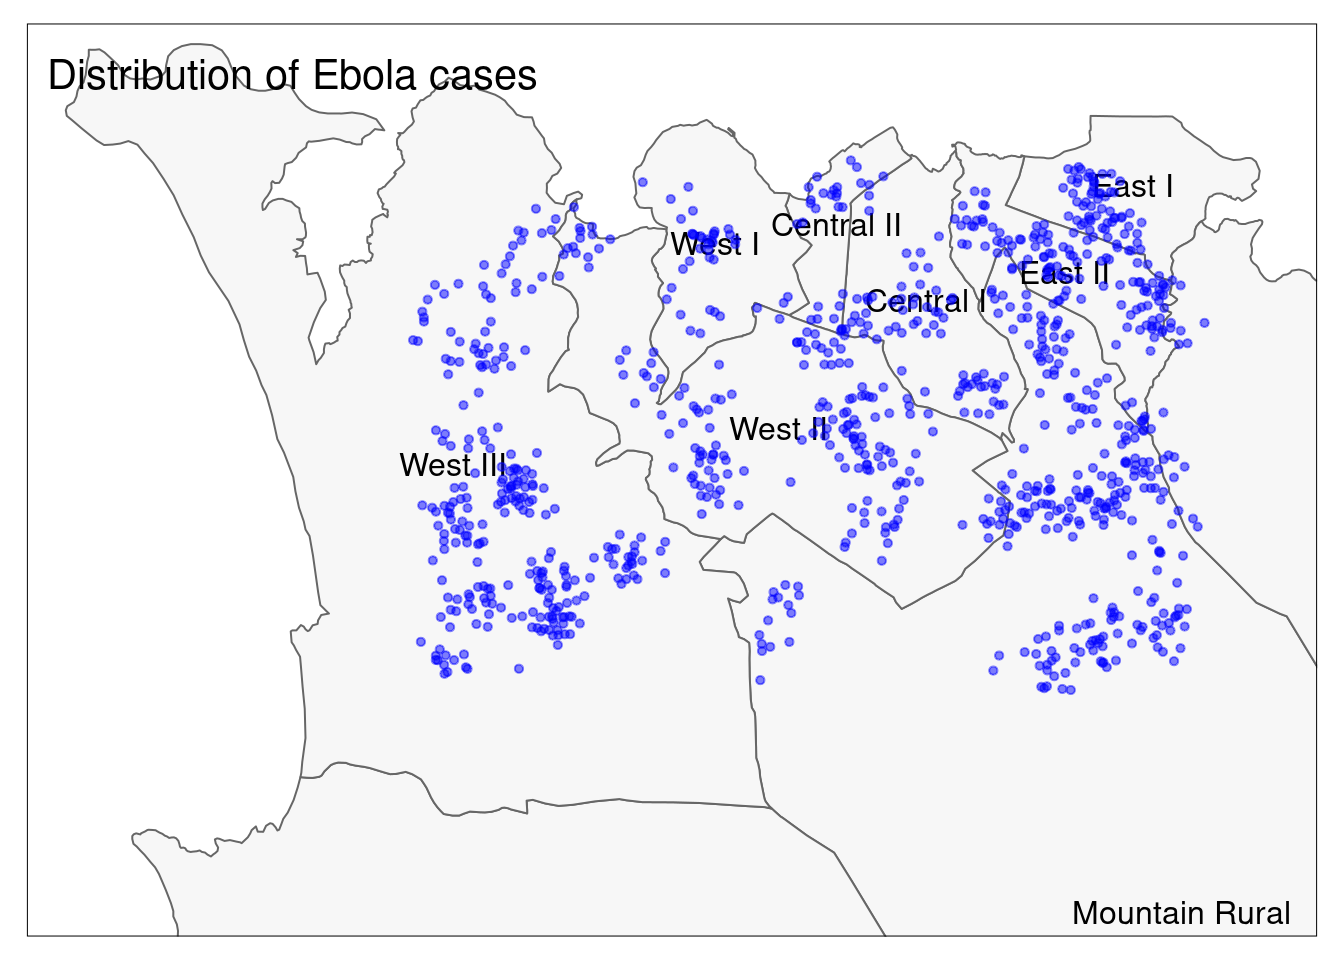 Distribution of Ebola cases
East I
Central II
West I
East II
Central I
West II
West III
Mountain Rural